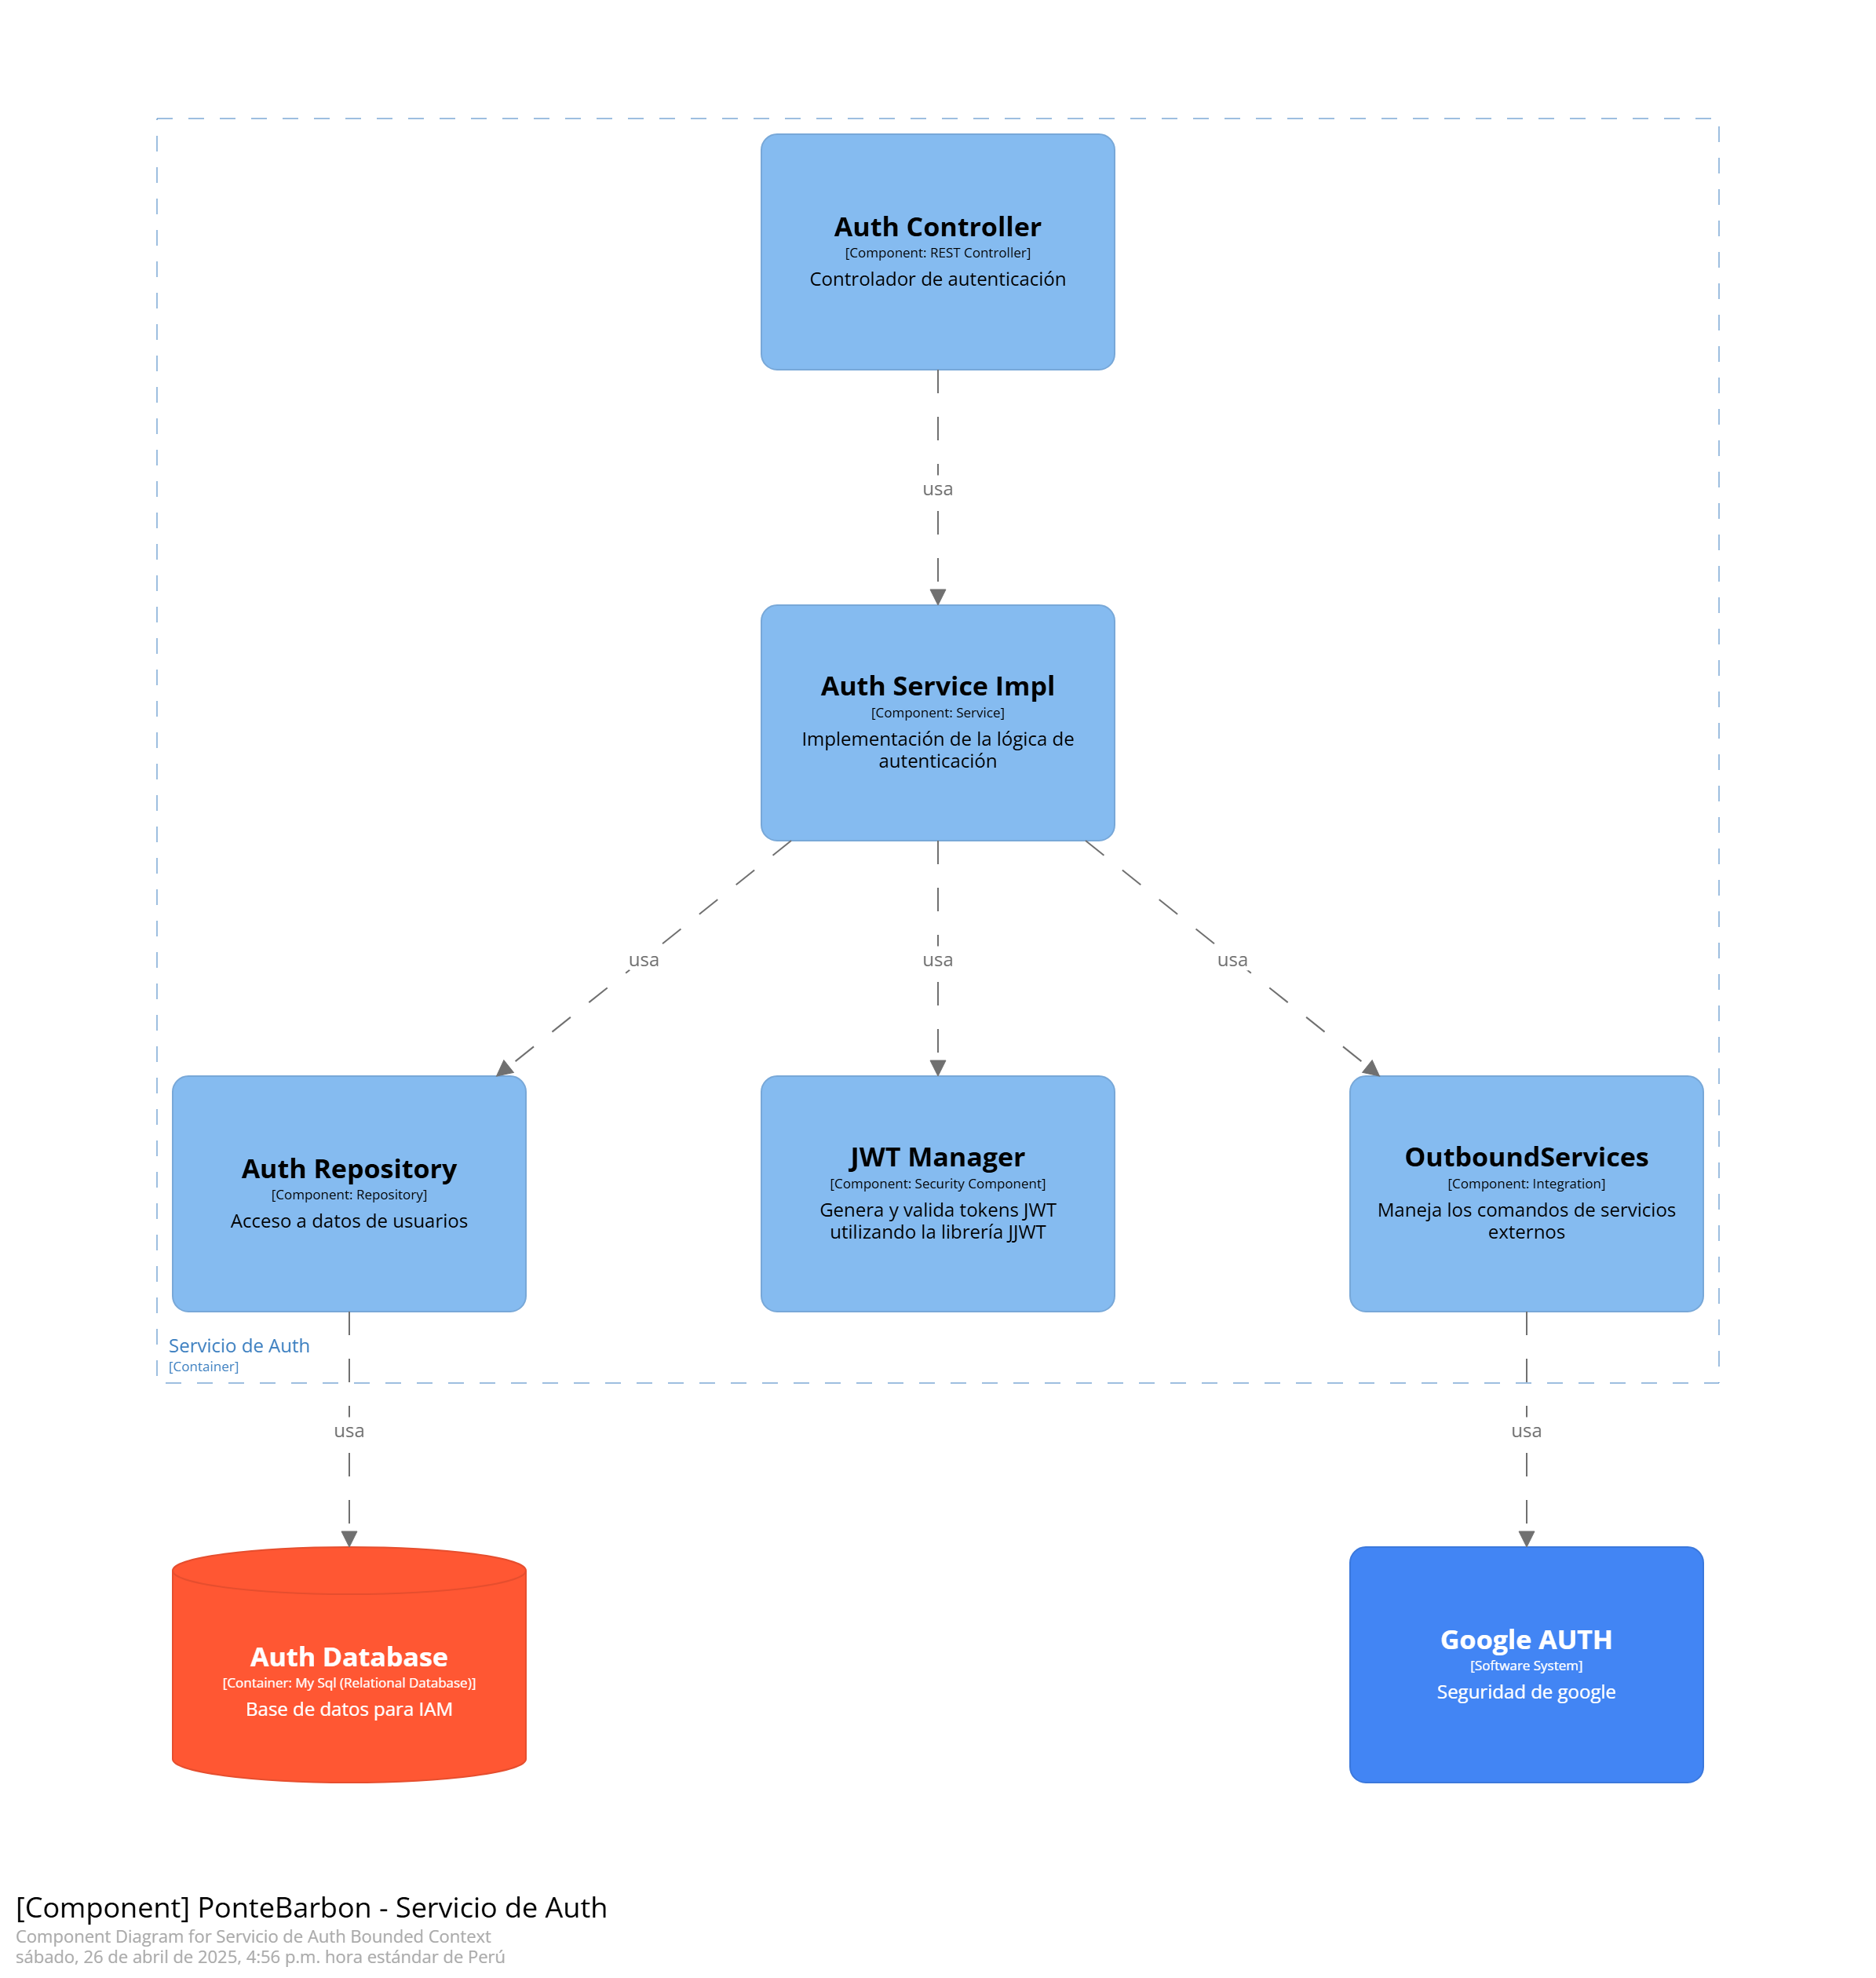 Auth Controller
[Component: REST Controller]
Controlador de autenticación
usa
Auth Service Impl
[Component: Service]
Implementación de la lógica de
autenticación
usa
usa
usa
Auth Repository
[Component: Repository]
Acceso a datos de usuarios
JWT Manager
[Component: Security Component]
Genera y valida tokens JWT
utilizando la librería JJWT
OutboundServices
[Component: Integration]
Maneja los comandos de servicios
externos
Servicio de Auth
[Container]
usa
usa
Auth Database
[Container: My Sql (Relational Database)]
Base de datos para IAM
Google AUTH
[Software System]
Seguridad de google
[Component] PonteBarbon - Servicio de Auth
Component Diagram for Servicio de Auth Bounded Context
sábado, 26 de abril de 2025, 4:56 p.m. hora estándar de Perú